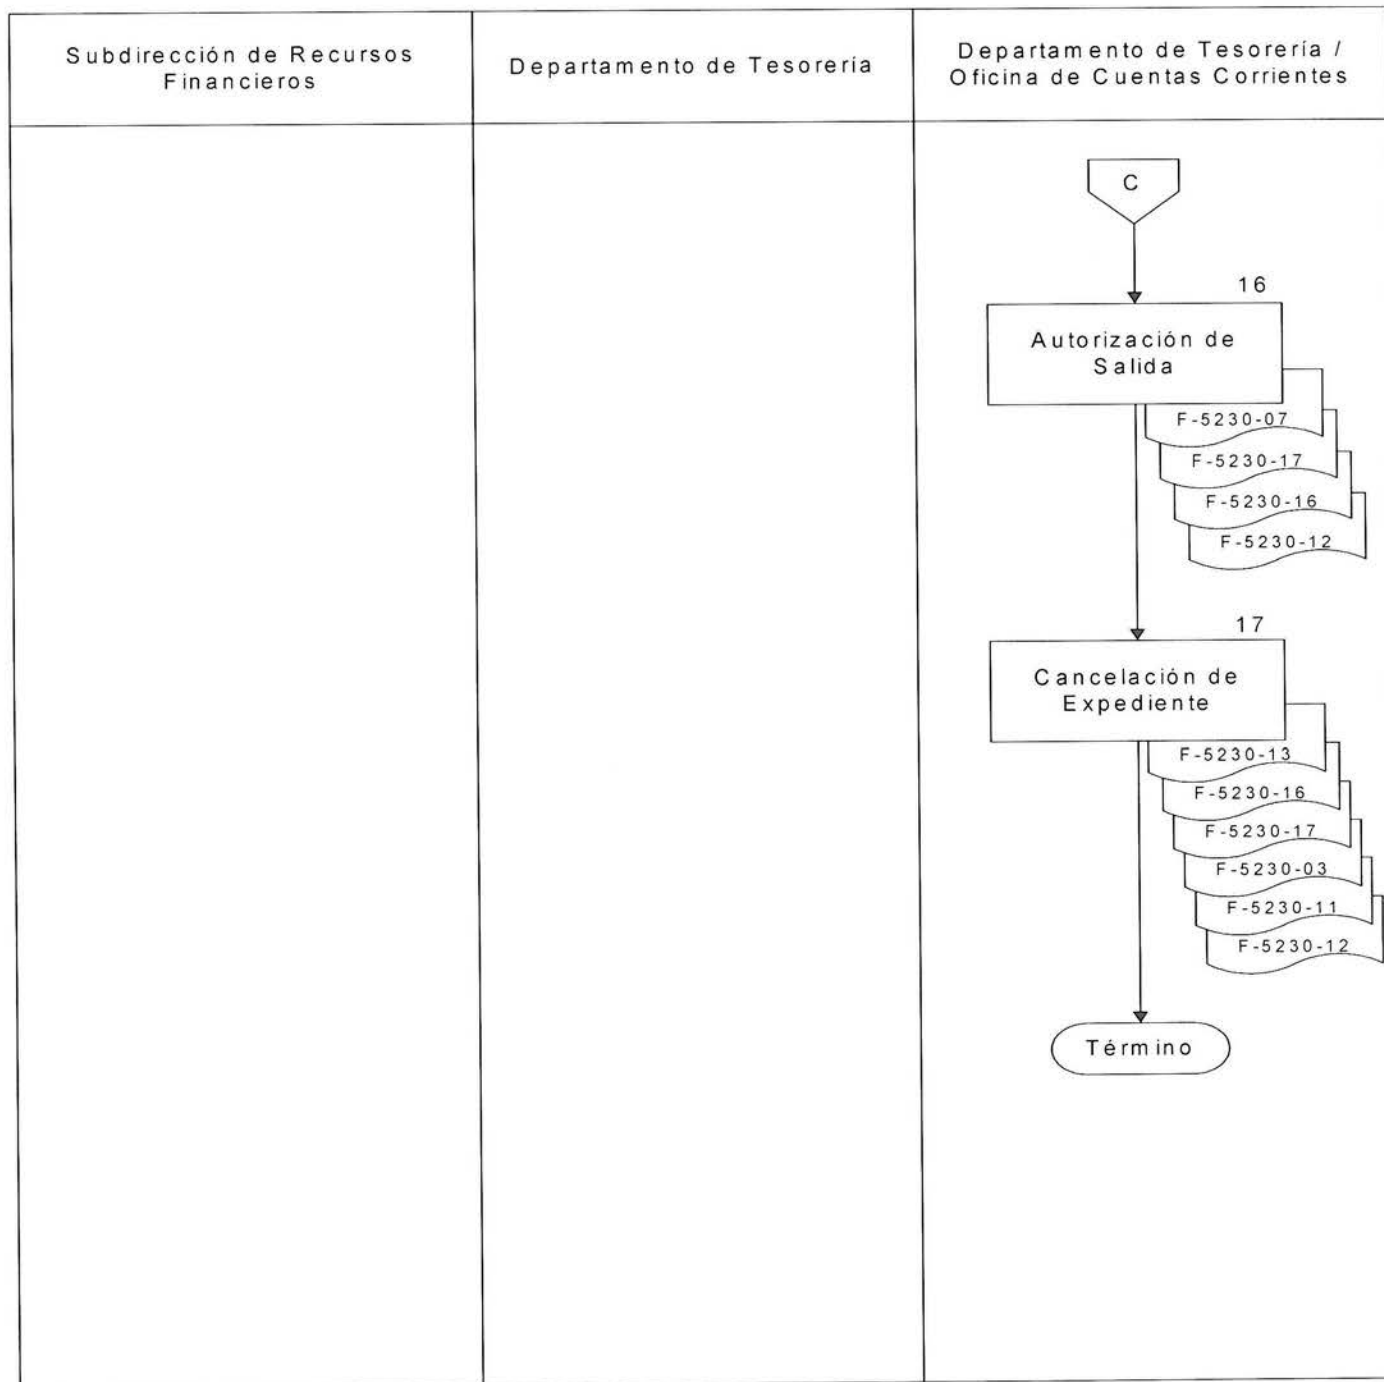 Subdirección de Recursos
Financieros
Departamento de Tesorería
Departamento de Tesorería /
Oficina de Cuentas Corrientes
C
16
Autorización de
Salida
F-5230-07
F-5230-17
F-5230-16
F-5230-12
17
Cancelación de
Expediente
F-5230-13
F-5230-16
F-5230-17
F-5230-03
F-5230-11
F-5230-12
Término